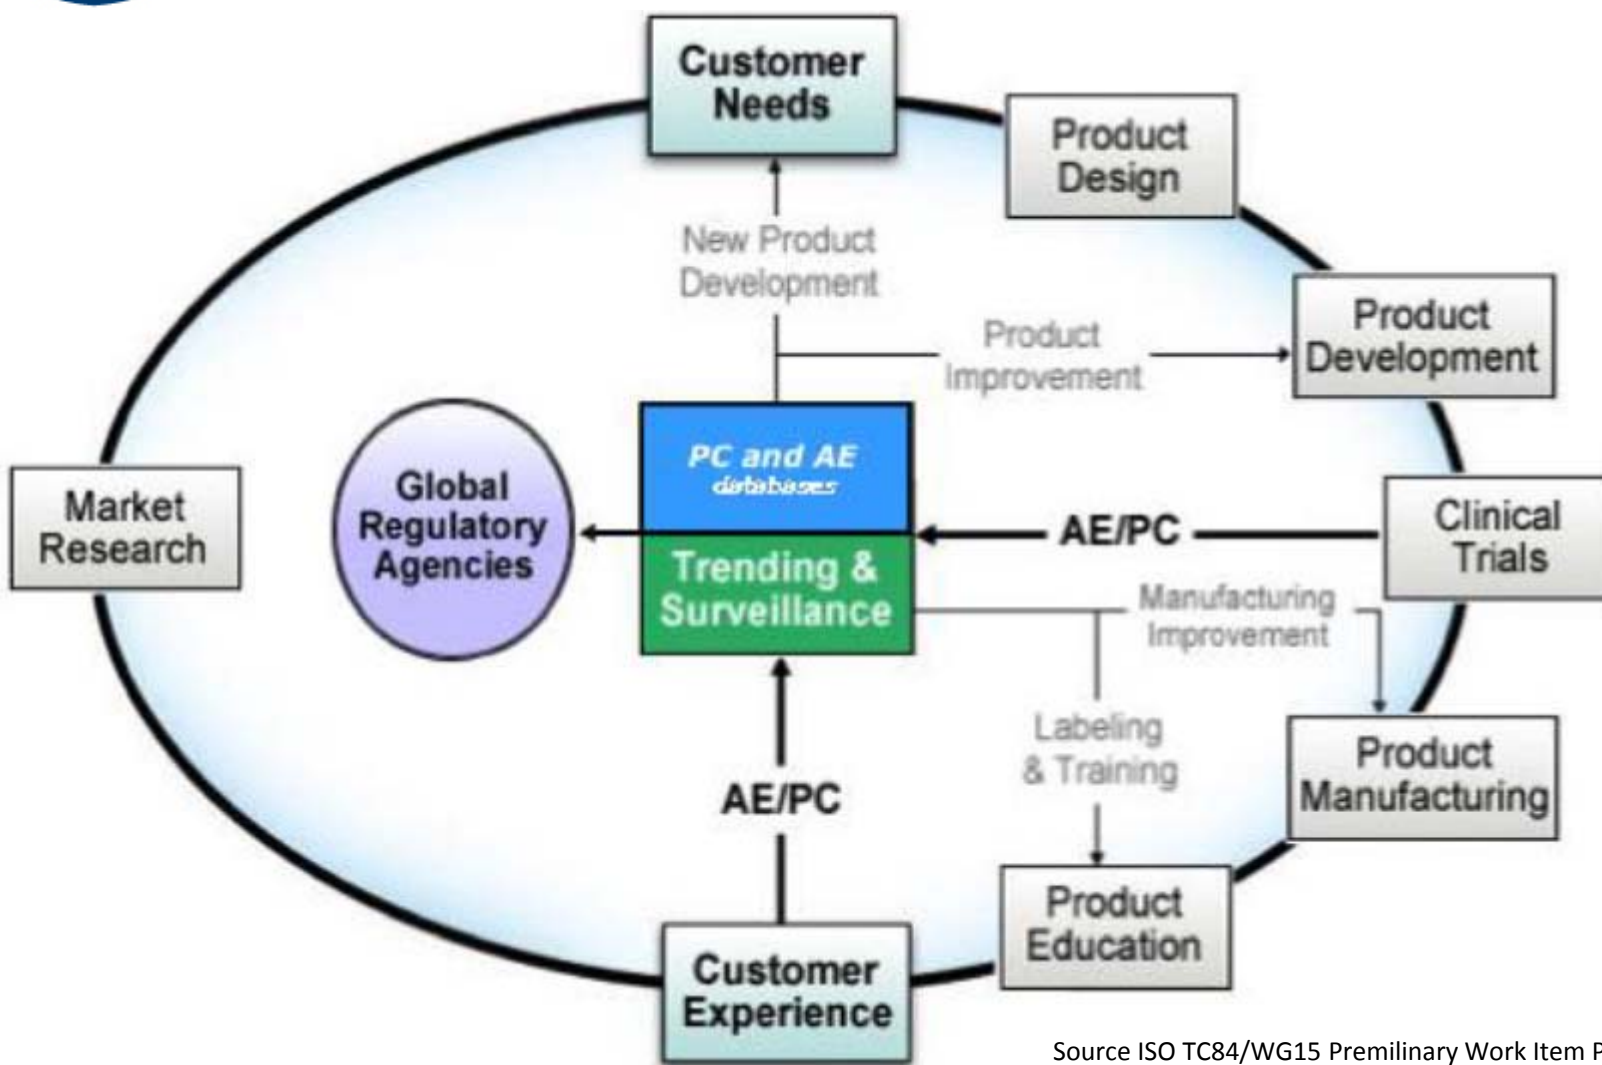 Customer
Needs
Product
Design
New Product
Development
Product
Development
Product
Improvement
PC and AE
databases
Global
Regulatory
Agencies
Market
Research
AE/PC
Clinical
Trials
Trending &
Surveillance
Manufacturing
Improvement
Labeling
& Training
Product
Manufacturing
AE/PC
Product
Education
Customer
Experience
Source ISO TC84/WG15 Premilinary Work Item P